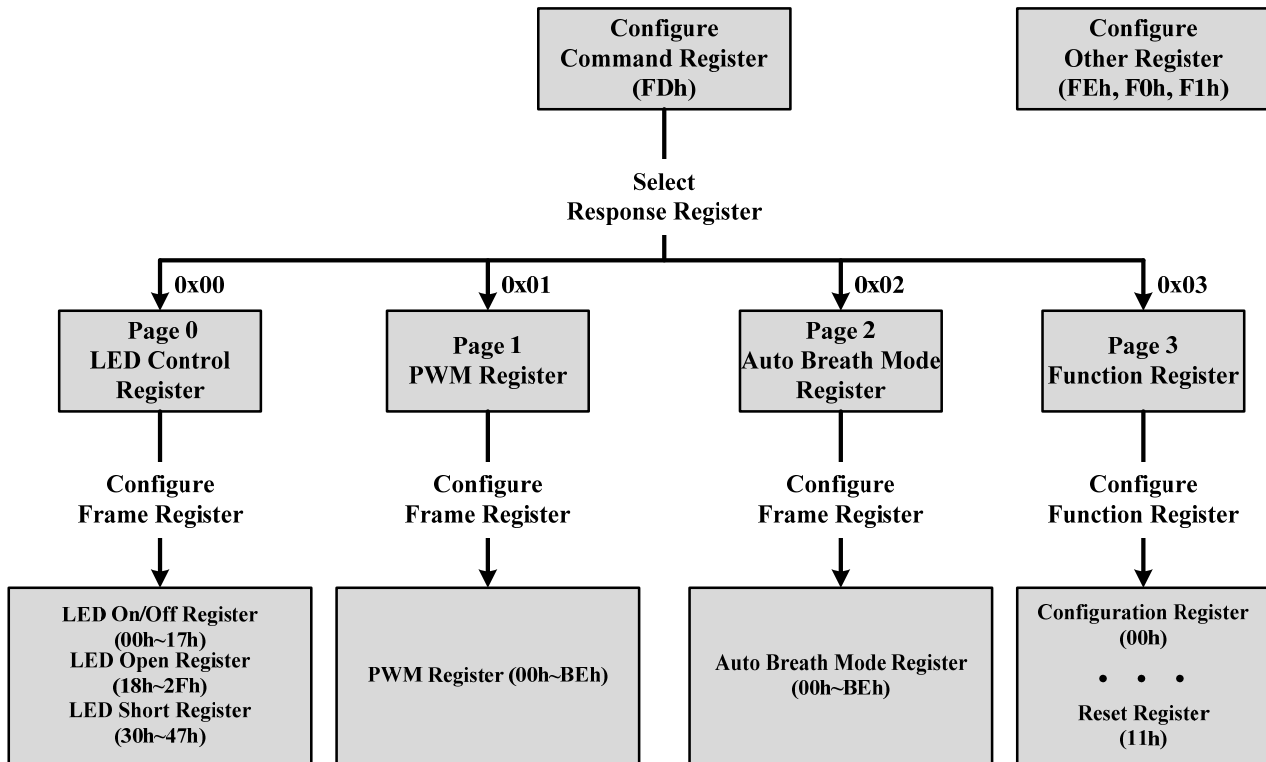 Configure
Command Register
(FDh)
Configure
Other Register
(FEh, F0h, F1h)
Select
Response Register
0x00
0x01
0x02
0x03
Page 0
LED Control
Register
Page 1
PWM Register
Page 2
Auto Breath Mode
Register
Page 3
Function Register
Configure
Frame Register
Configure
Frame Register
Configure
Frame Register
Configure
Function Register
LED On/Off Register
(00h~17h)
LED Open Register
(18h~2Fh)
LED Short Register
(30h~47h)
PWM Register (00h~BEh)
Auto Breath Mode Register
(00h~BEh)
Configuration Register
(00h)
• • •
Reset Register
(11h)